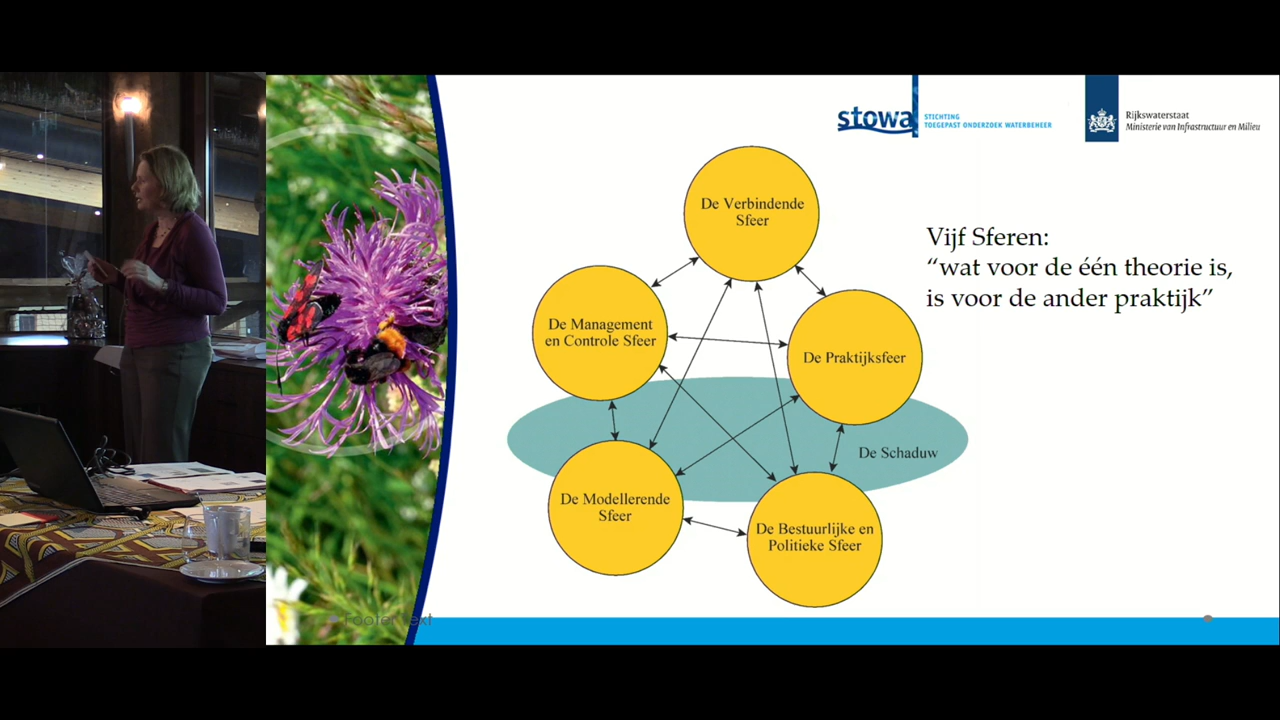 stowa
STICHTING
TOEGEPAST ONDERZOEK WATERBEHEER
Rijkswaterstaat
Ministerie van Infrastructuur en Milieu
De Verbindende
Sfeer
Vijf Sferen:
“wat voor de één theorie is,
is voor de ander praktijk”
De Management
en Controle Sfeer
De Praktijksfeer
De Schaduw
De Modellerende
Sfeer
De Bestuurlijke en
Politieke Sfeer
Footer Text